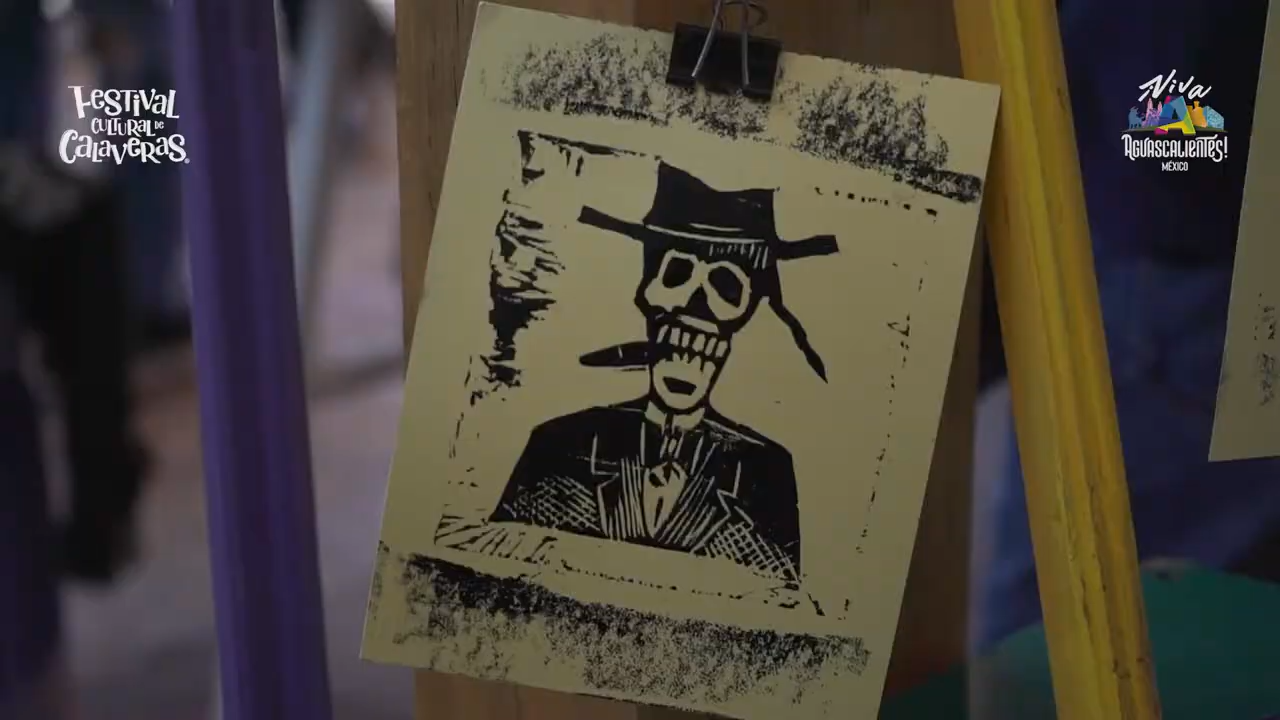 Festival
Cultural de
Calaveras®
¡Viva
Aguascalientes!
México